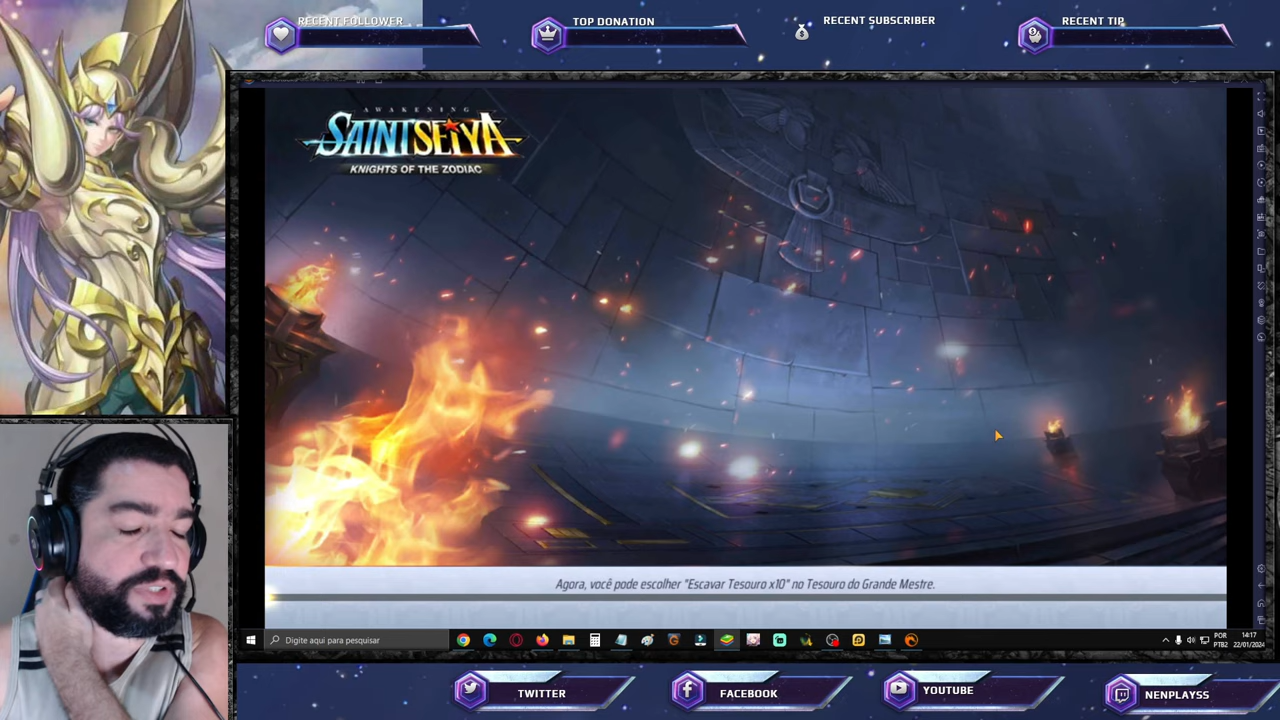 RECENT FOLLOWER
TOP DONATION
RECENT SUBSCRIBER
RECENT TIP
AWAKENING
SAINT SEIYA
KNIGHTS OF THE ZODIAC
Agora, você pode escolher "Escavar Tesouro x10" no Tesouro do Grande Mestre.
Digite aqui para pesquisar
POR
PTB2
14:17
22/01/2024
TWITTER
FACEBOOK
YOUTUBE
NENPLAYSS